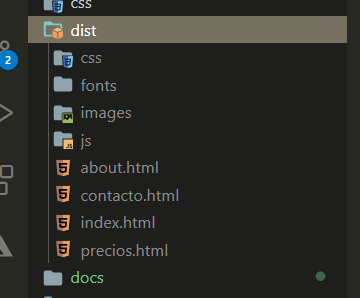 css
dist
css
2
fonts
images
js
about.html
contacto.html
index.html
precios.html
docs